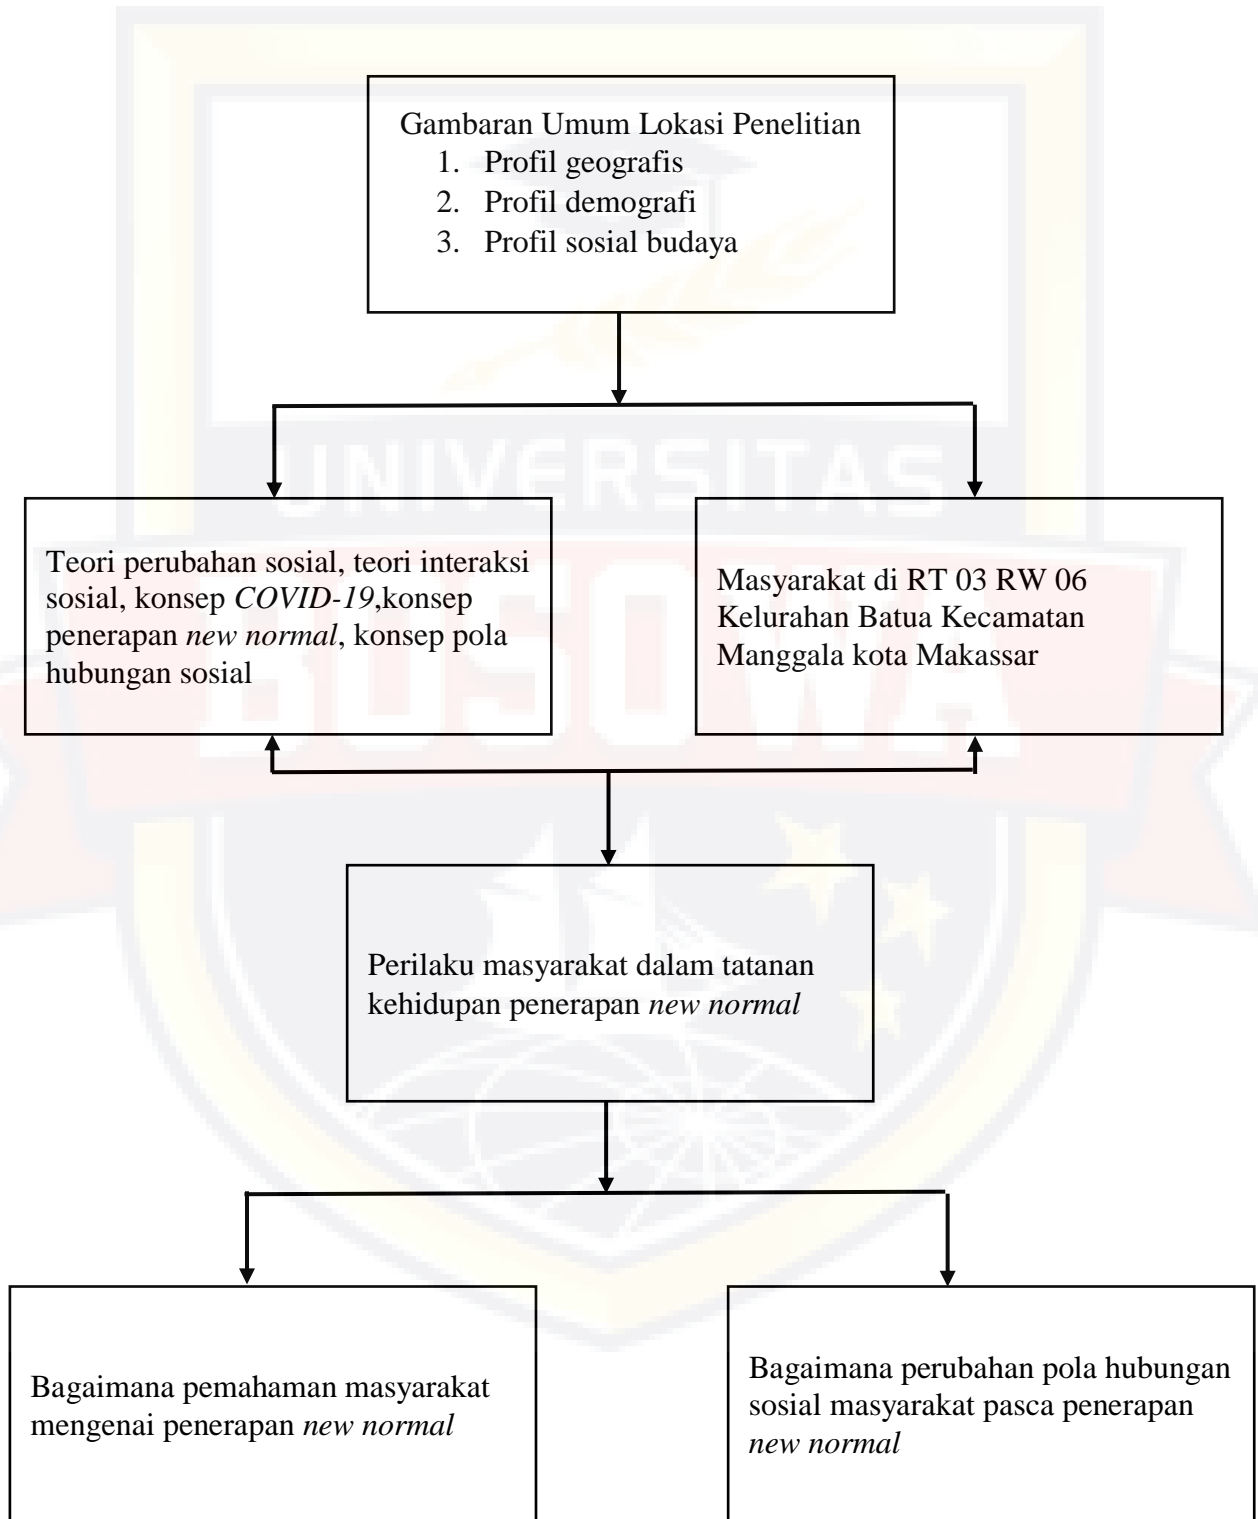 Gambaran Umum Lokasi Penelitian
1. Profil geografis
2. Profil demografi
3. Profil sosial budaya
UNIVERSITAS
BOSOWA
Teori perubahan sosial, teori interaksi
sosial, konsep COVID-19,konsep
penerapan new normal, konsep pola
hubungan sosial
Masyarakat di RT 03 RW 06
Kelurahan Batua Kecamatan
Manggala kota Makassar
Perilaku masyarakat dalam tatanan
kehidupan penerapan new normal
Bagaimana pemahaman masyarakat
mengenai penerapan new normal
Bagaimana perubahan pola hubungan
sosial masyarakat pasca penerapan
new normal